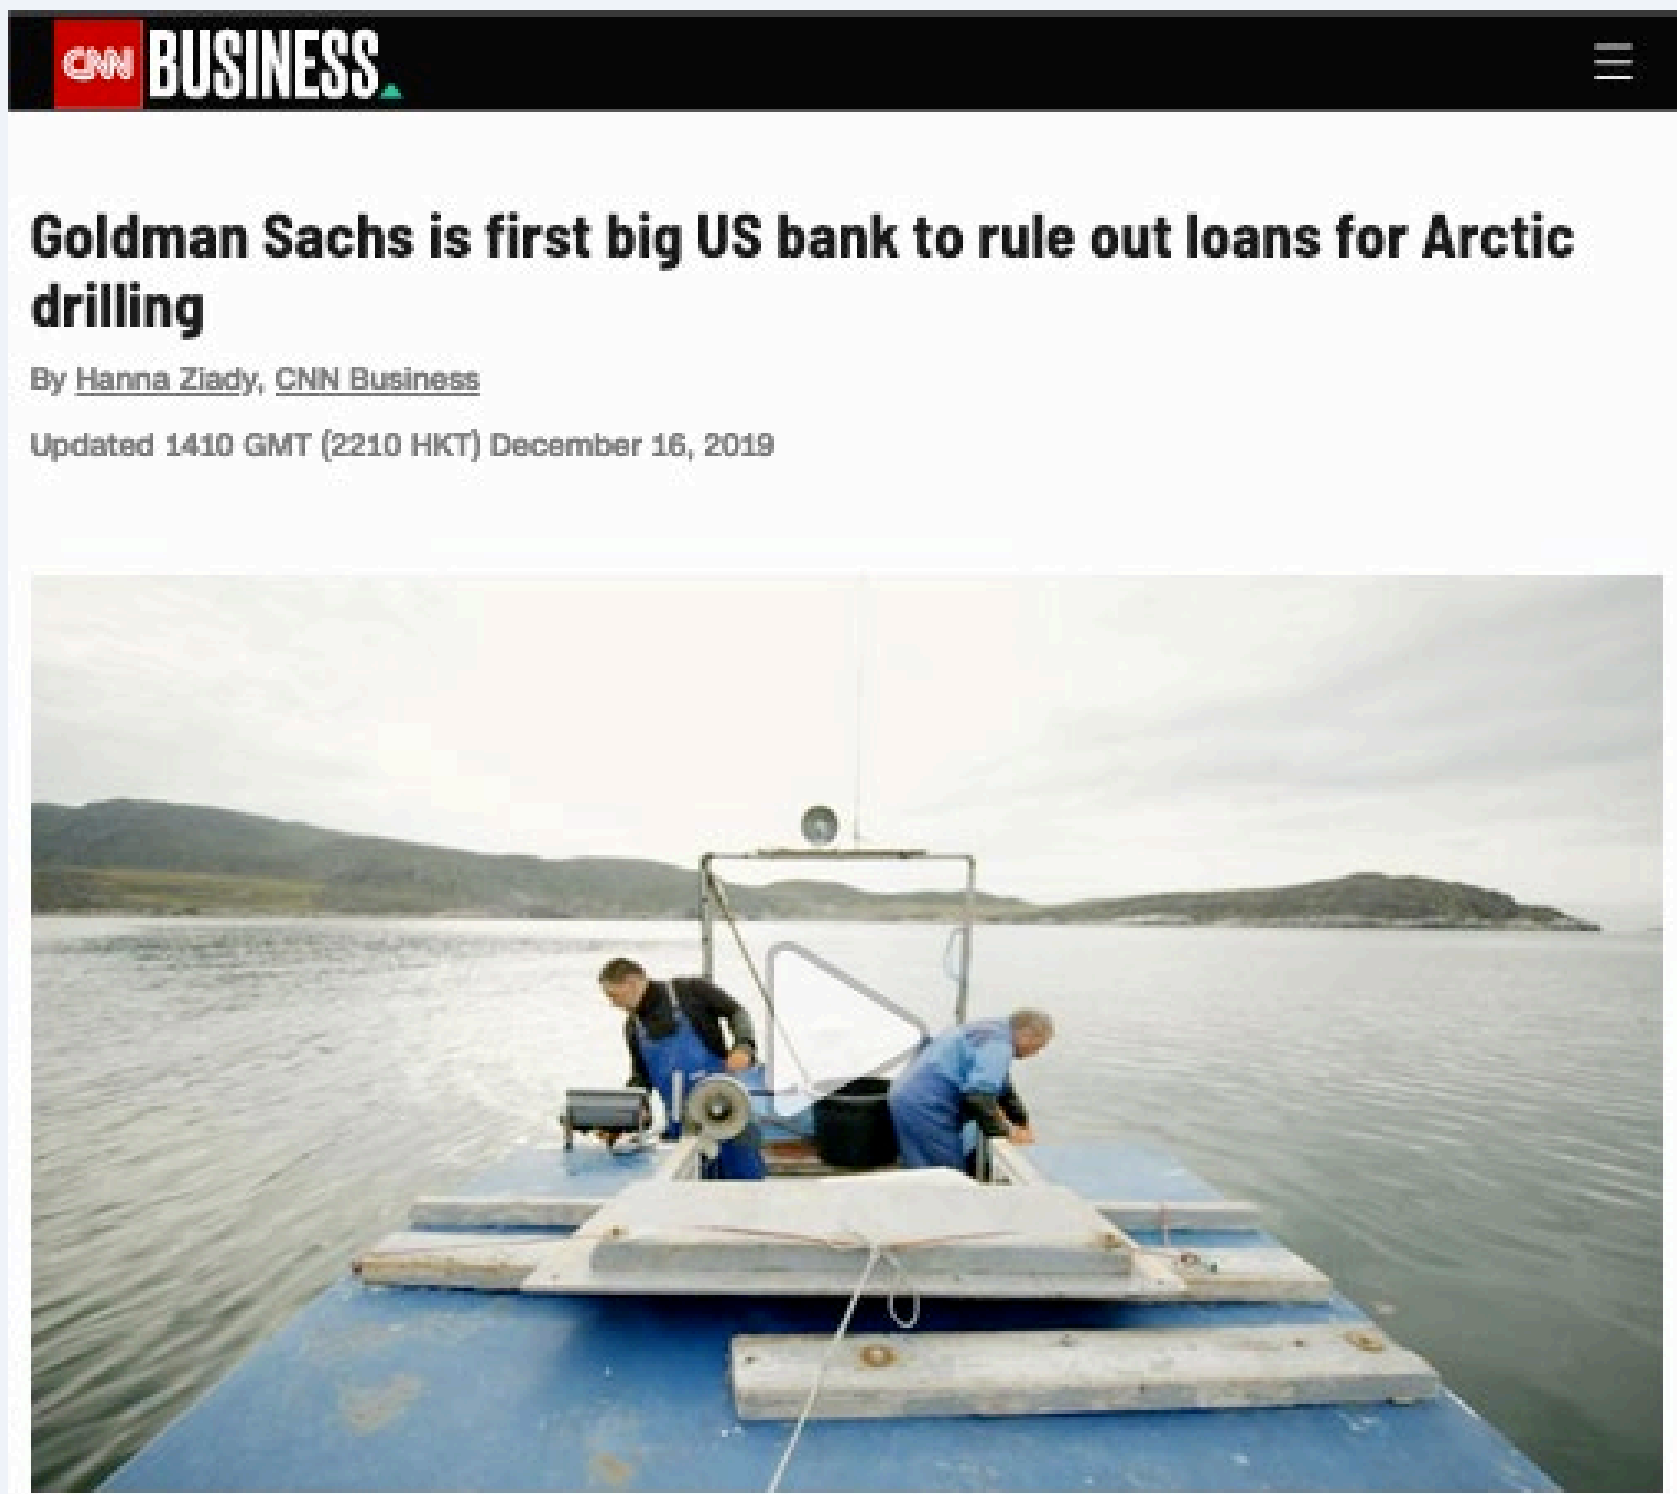 CNN BUSINESS
Goldman Sachs is first big US bank to rule out loans for Arctic
drilling
By Hanna Ziady, CNN Business
Updated 1410 GMT (2210 HKT) December 16, 2019